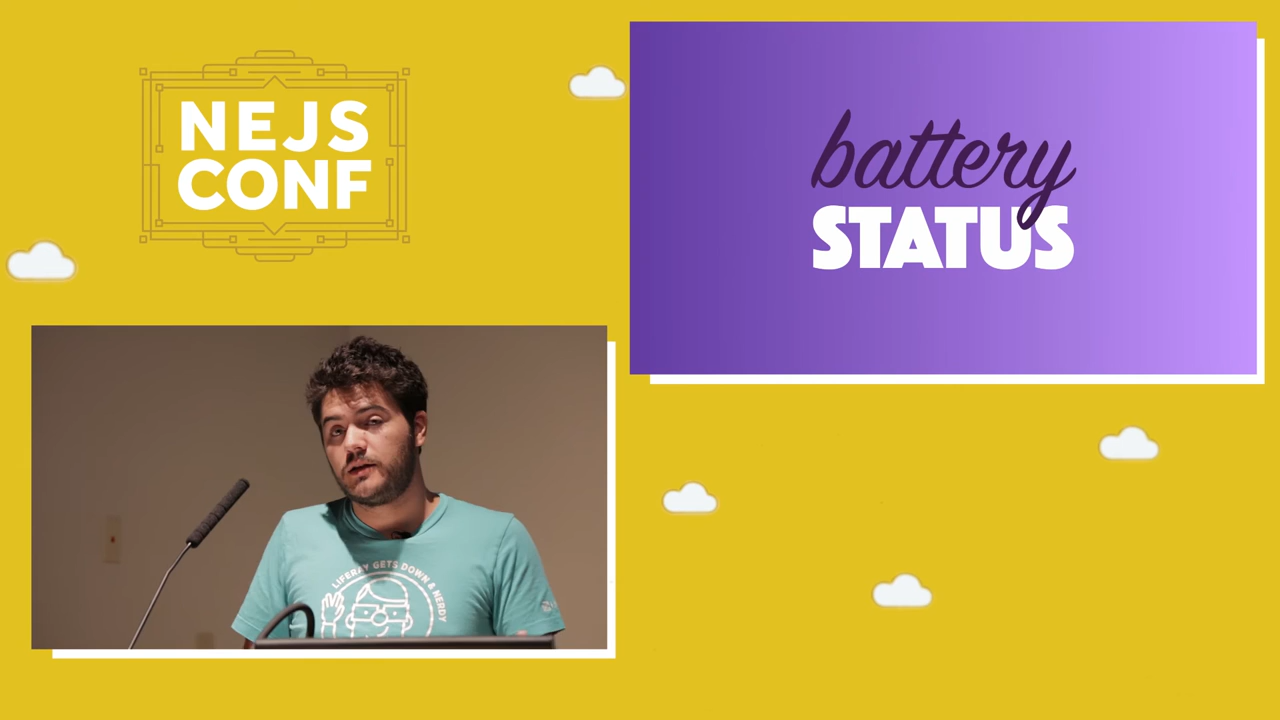 NEJS
CONF
battery
STATUS
LIFERAY GETS DOWN & NERDY